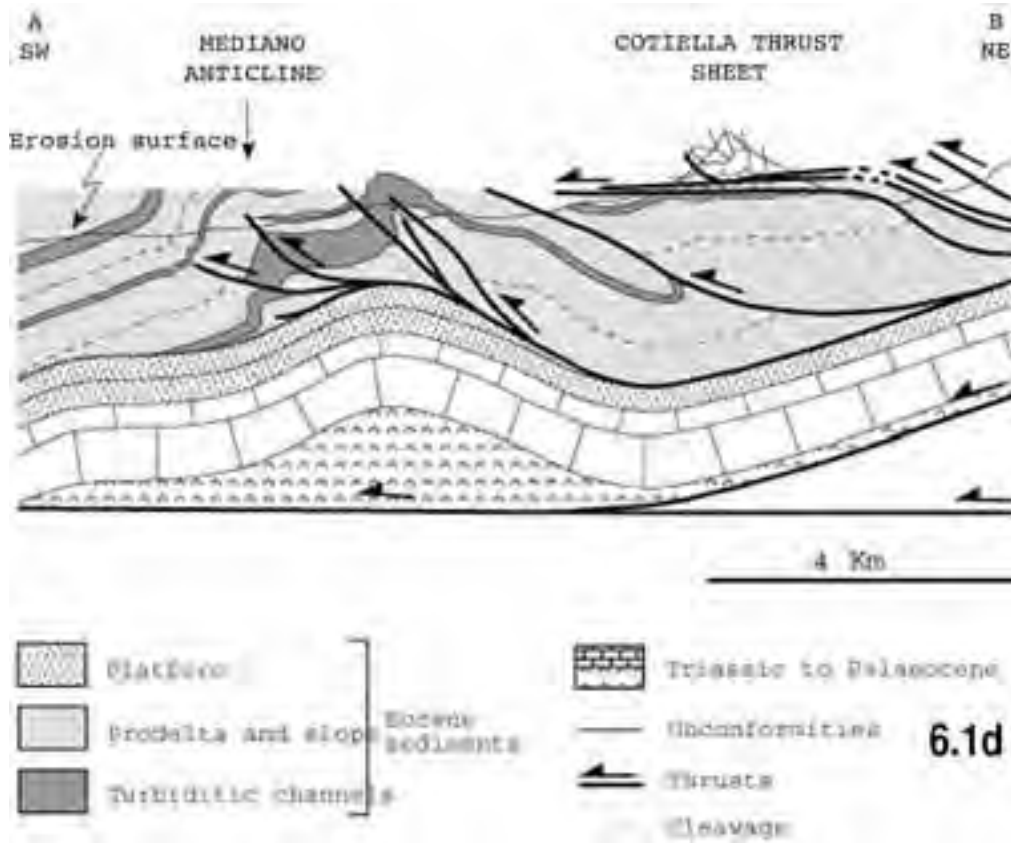 A
SW
MEDIANO
ANTICLINE
COTIELLA THRUST
SHEET
B
NE
Erosion surface
4 Km
Platform
Prodelta and slope
Turbiditic channels
Eocene
sediments
Triassic to Palaeocene
Unconformities
Thrusts
Cleavage
6.1d